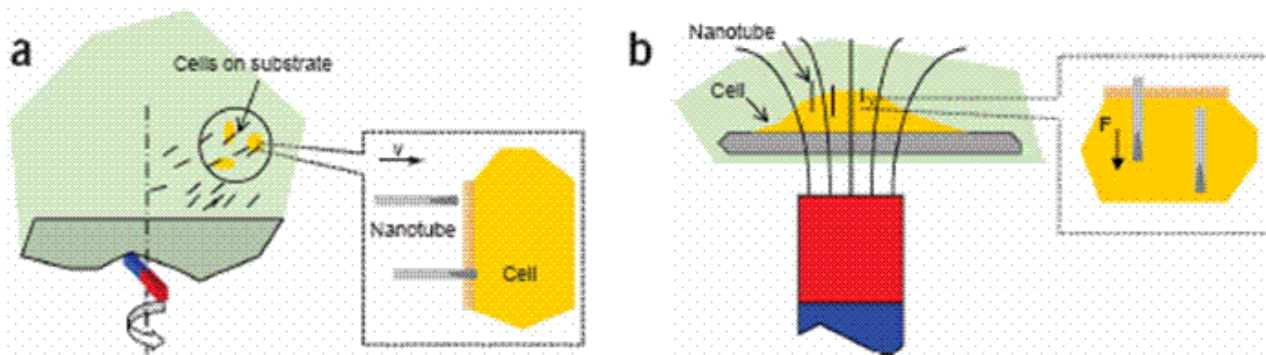 a
Cells on substrate
v
Nanotube
Cell
b
Nanotube
Cell
F